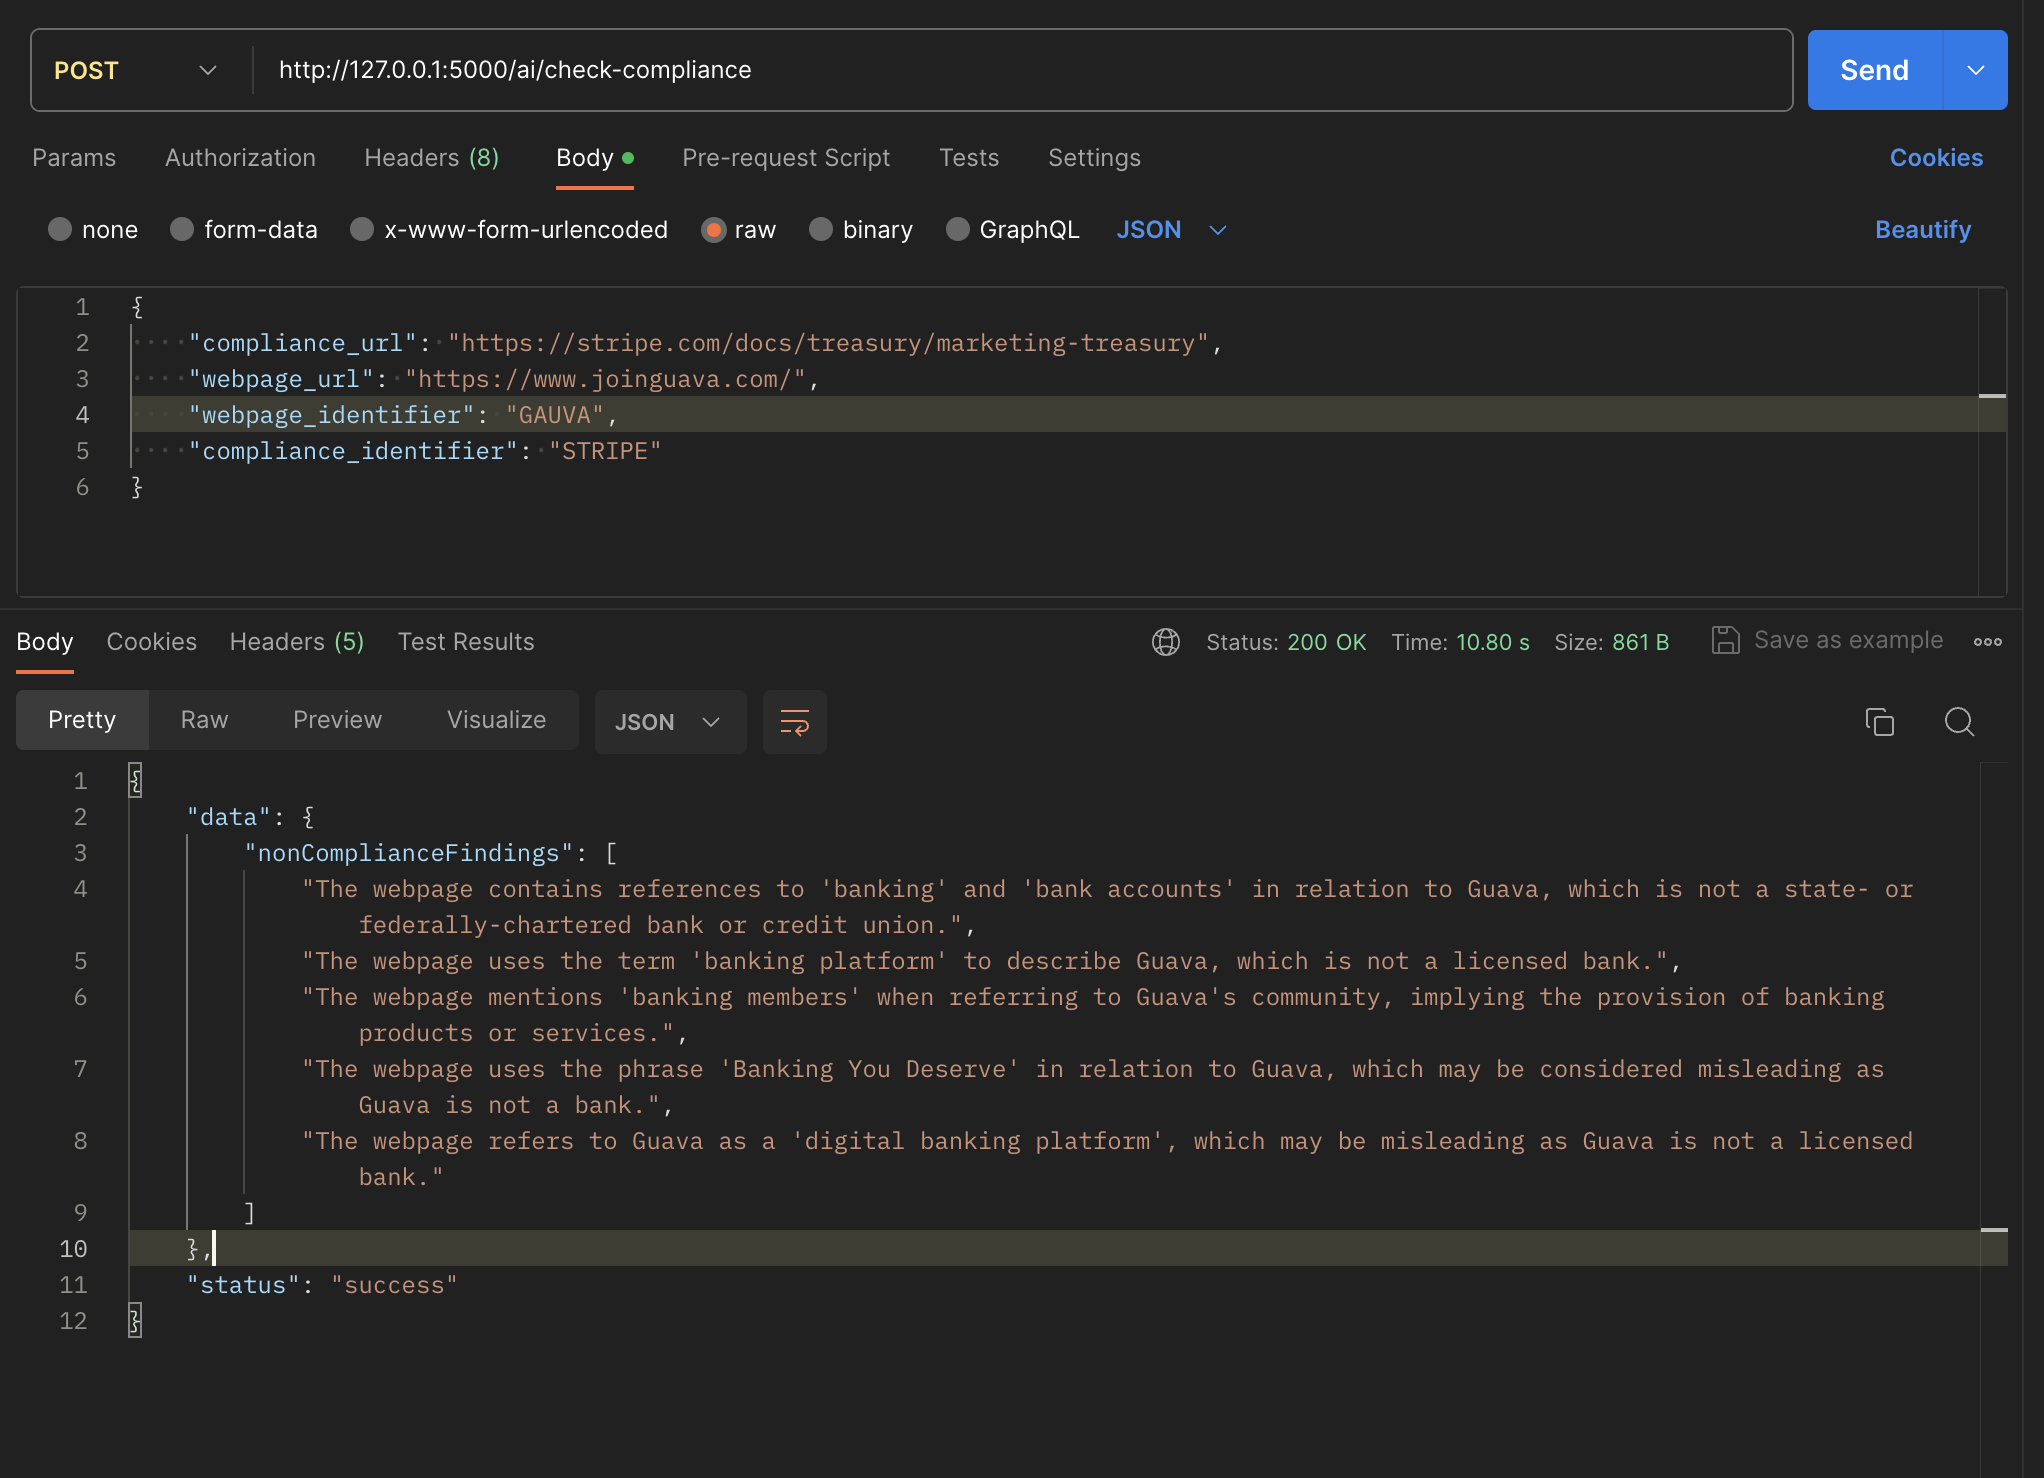 POST http://127.0.0.1:5000/ai/check-compliance Send
Params Authorization Headers (8) Body Pre-request Script Tests Settings Cookies
none form-data x-www-form-urlencoded raw binary GraphQL JSON Beautify
1 {
2 "compliance_url": "https://stripe.com/docs/treasury/marketing-treasury",
3 "webpage_url": "https://www.joinguava.com/",
4 "webpage_identifier": "GAUVA",
5 "compliance_identifier": "STRIPE"
6 }
Body Cookies Headers (5) Test Results Status: 200 OK Time: 10.80 s Size: 861 B Save as example
Pretty Raw Preview Visualize JSON
1 {
2 "data": {
3 "nonComplianceFindings": [
4 "The webpage contains references to 'banking' and 'bank accounts' in relation to Guava, which is not a state- or
federally-chartered bank or credit union.",
5 "The webpage uses the term 'banking platform' to describe Guava, which is not a licensed bank.",
6 "The webpage mentions 'banking members' when referring to Guava's community, implying the provision of banking
products or services.",
7 "The webpage uses the phrase 'Banking You Deserve' in relation to Guava, which may be considered misleading as
Guava is not a bank.",
8 "The webpage refers to Guava as a 'digital banking platform', which may be misleading as Guava is not a licensed
bank."
9 ]
10 },
11 "status": "success"
12 }